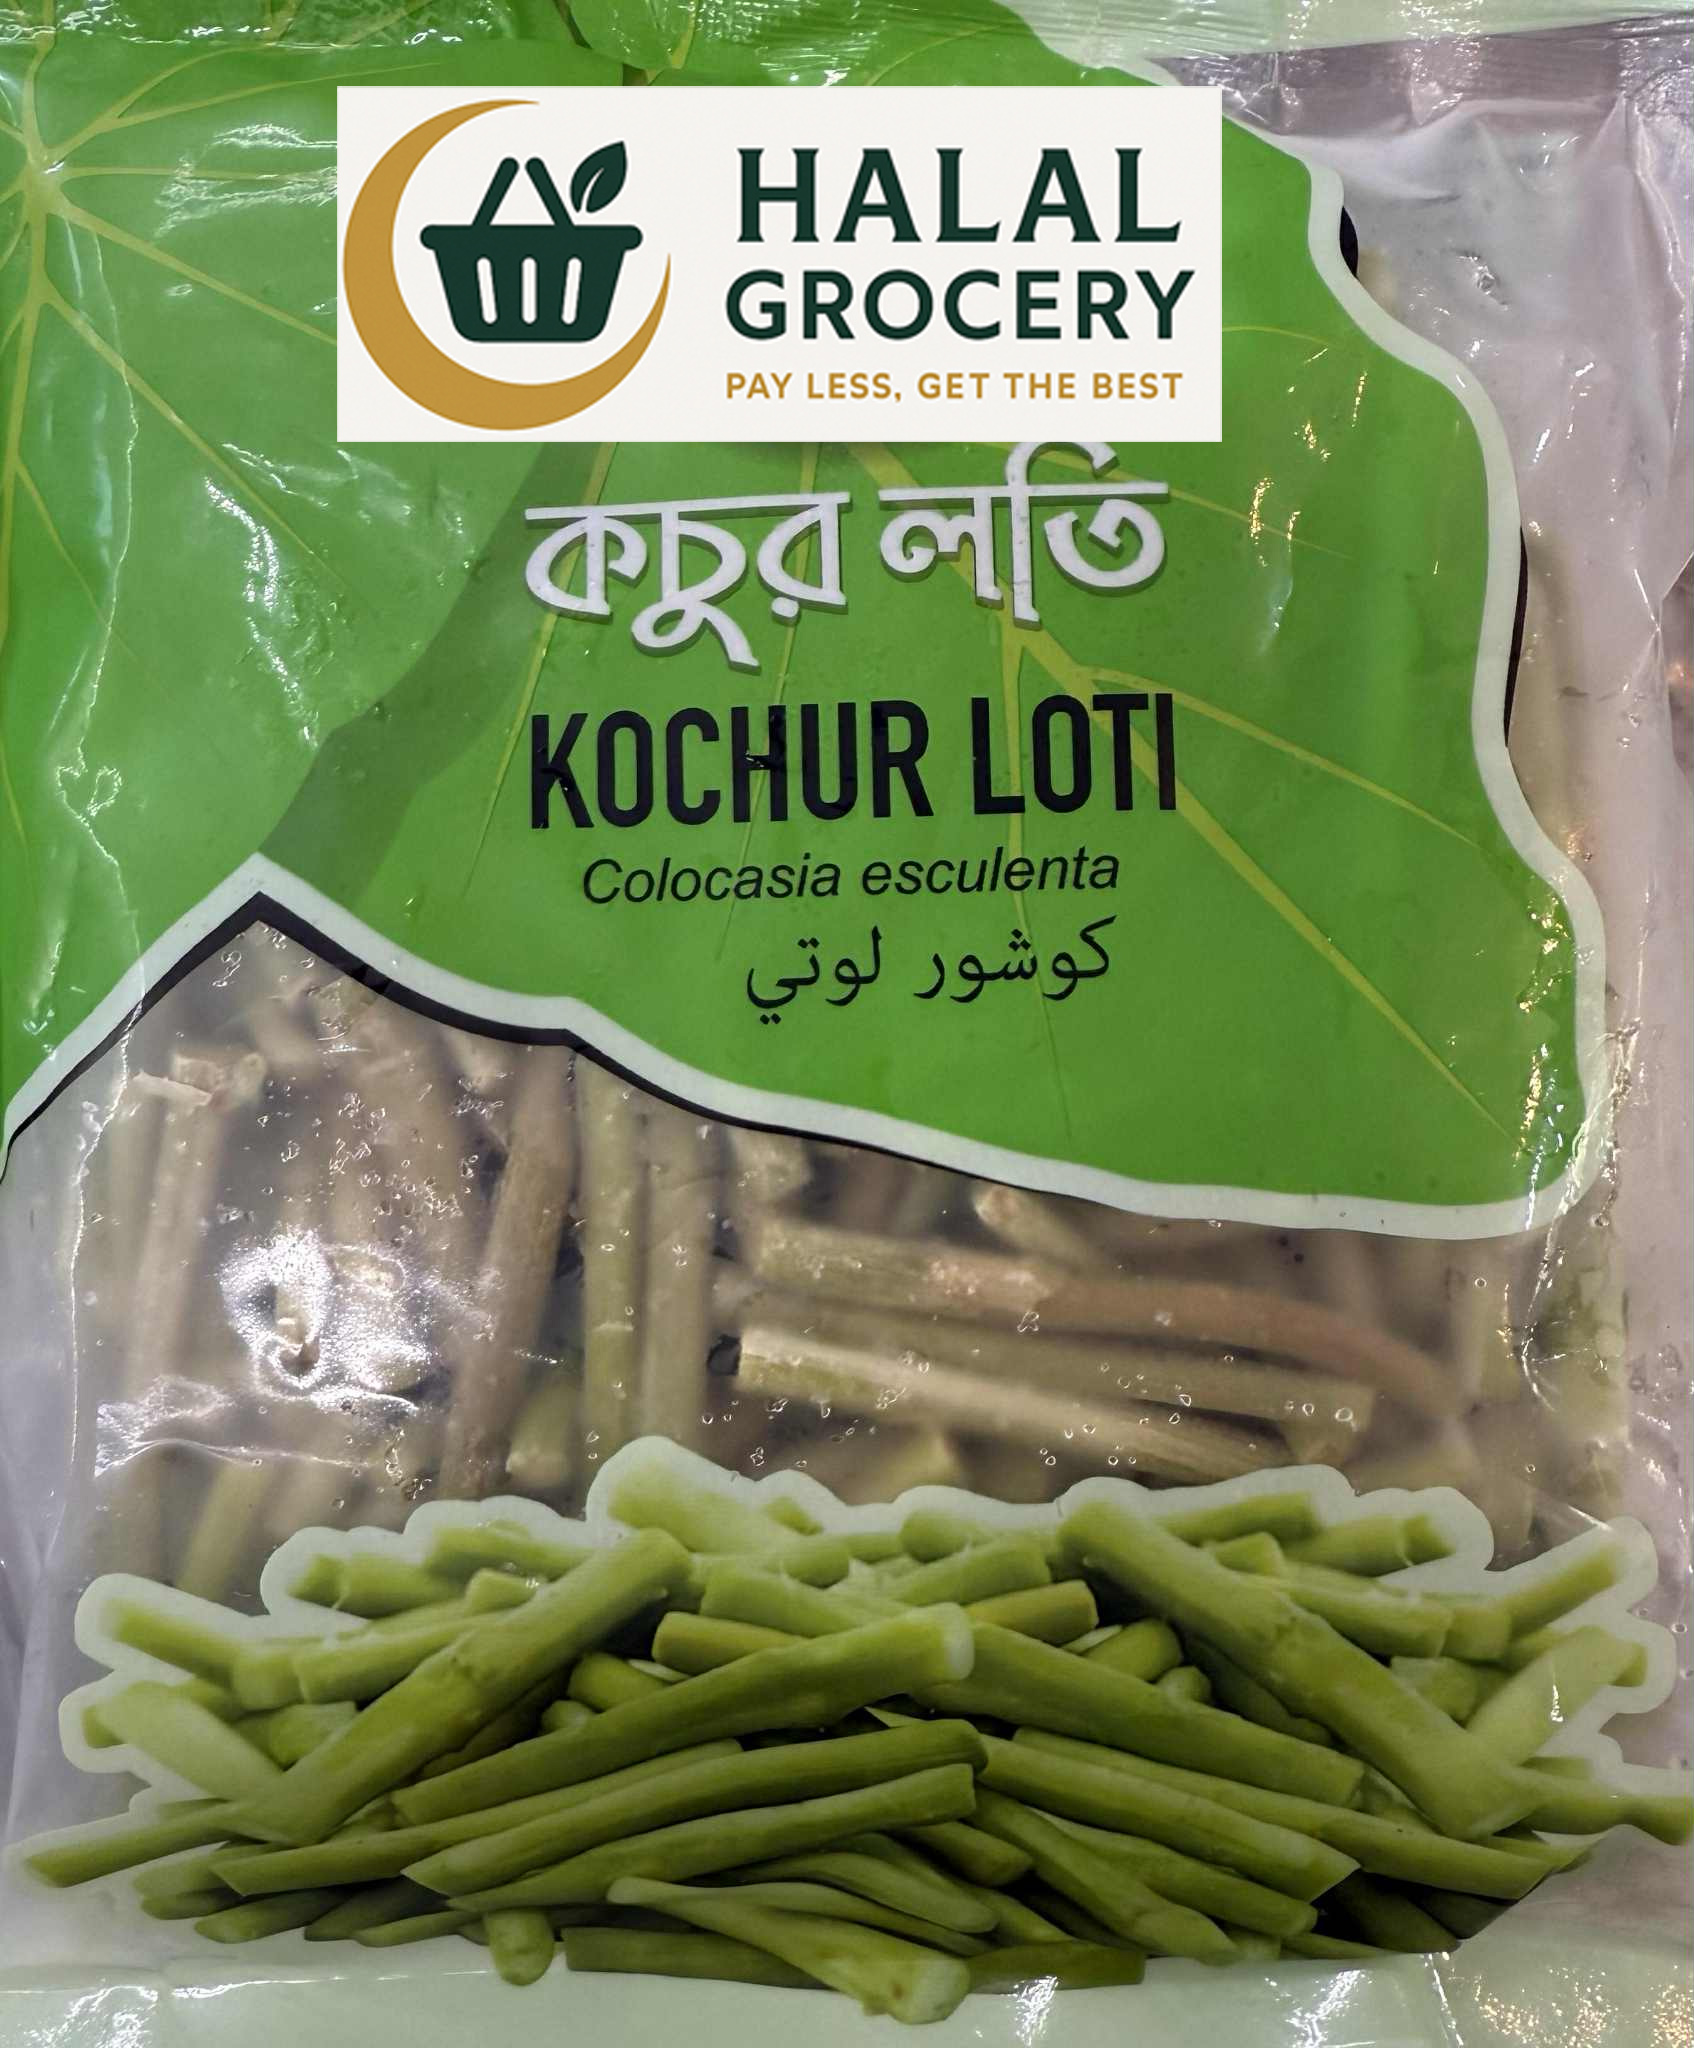 HALAL
GROCERY
PAY LESS, GET THE BEST
কচুর লতি
KOCHUR LOTI
Colocasia esculenta
كوشور لوتي